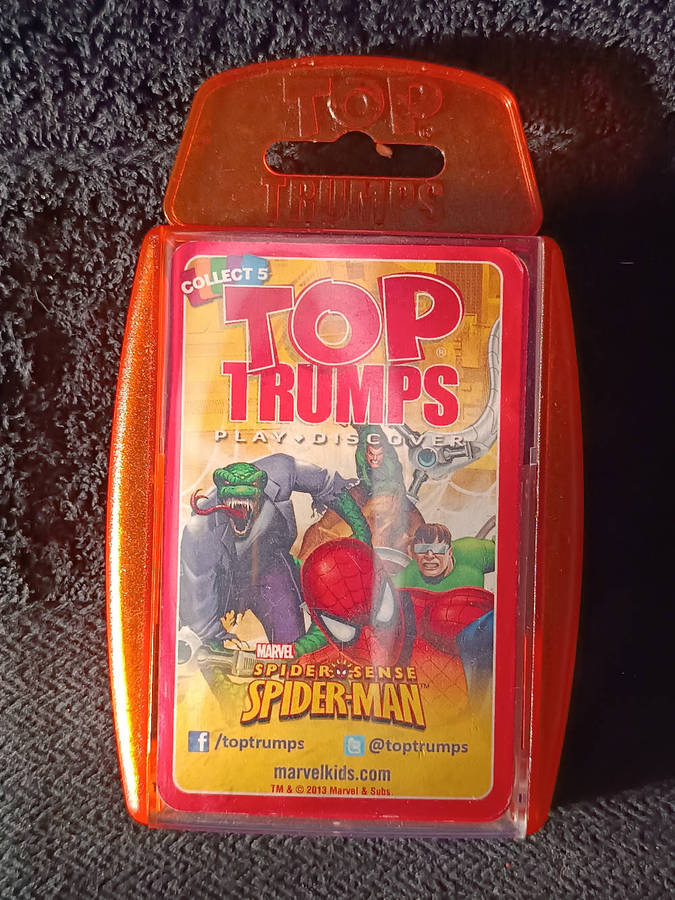 TOP
TRUMPS
COLLECT 5
TOP®
TRUMPS
PLAY DISCOVER
MARVEL
SPIDER SENSE
SPIDER-MAN™
f /toptrumps t @toptrumps
marvelkids.com
TM & © 2013 Marvel & Subs.